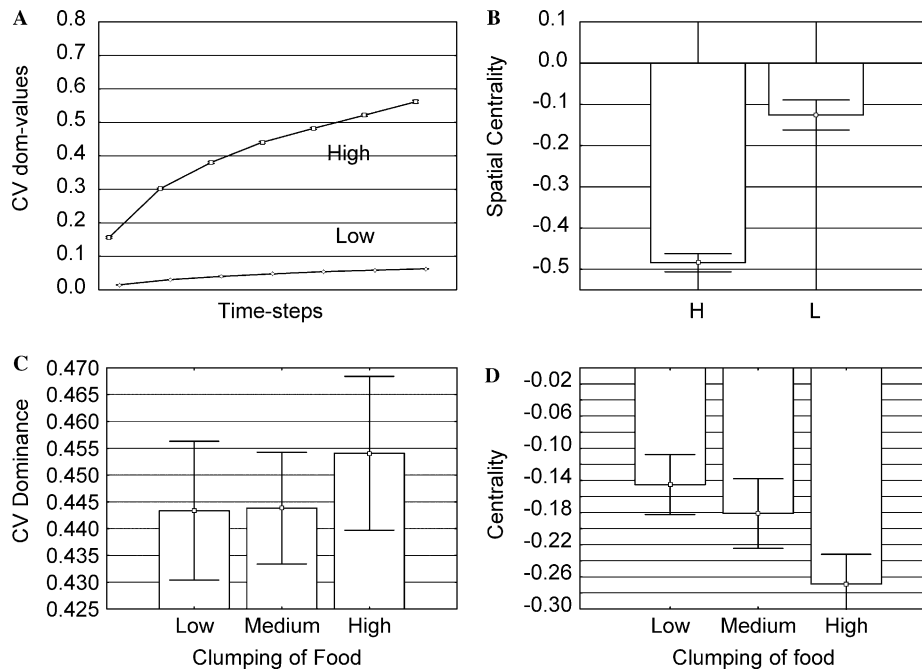 A
0.8
0.7
0.6
0.5
0.4
0.3
0.2
0.1
0.0
CV dom-values
High
Low
Time-steps
B
0.1
0.0
-0.1
-0.2
-0.3
-0.4
-0.5
Spatial Centrality
H L
C
0.470
0.465
0.460
0.455
0.450
0.445
0.440
0.435
0.430
0.425
CV Dominance
Low Medium High
Clumping of Food
D
-0.02
-0.06
-0.10
-0.14
-0.18
-0.22
-0.26
-0.30
Centrality
Low Medium High
Clumping of food